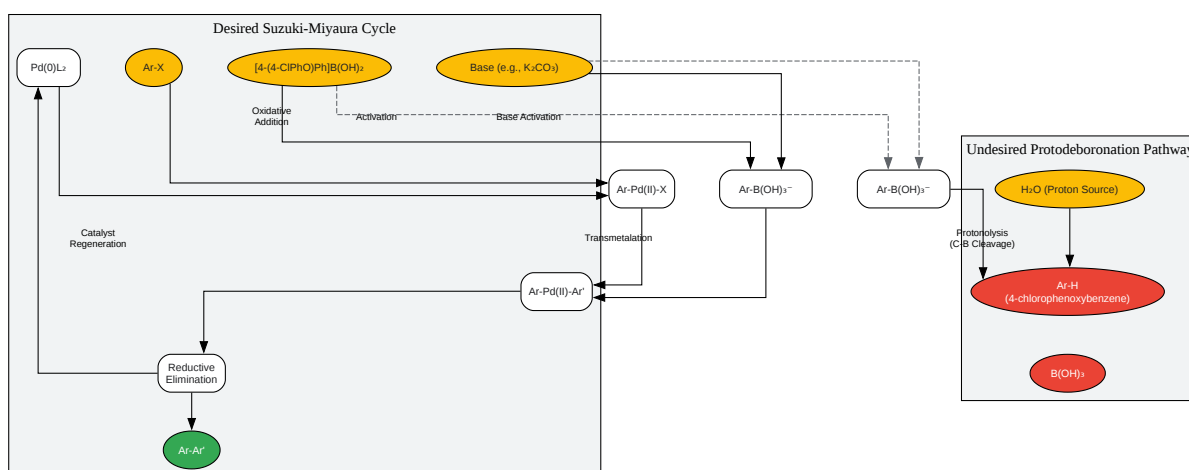 Desired Suzuki-Miyaura Cycle
Pd(0)L₂
Ar-X
[4-(4-ClPhO)Ph]B(OH)₂
Base (e.g., K₂CO₃)
Oxidative
Addition
Activation
Base Activation
Undesired Protodeboronation Pathway
Ar-Pd(II)-X
Ar-B(OH)₃⁻
Ar-B(OH)₃⁻
H₂O (Proton Source)
Catalyst
Regeneration
Transmetalation
Protonolysis
(C-B Cleavage)
Ar-Pd(II)-Ar'
Ar-H
(4-chlorophenoxybenzene)
Reductive
Elimination
B(OH)₃
Ar-Ar'